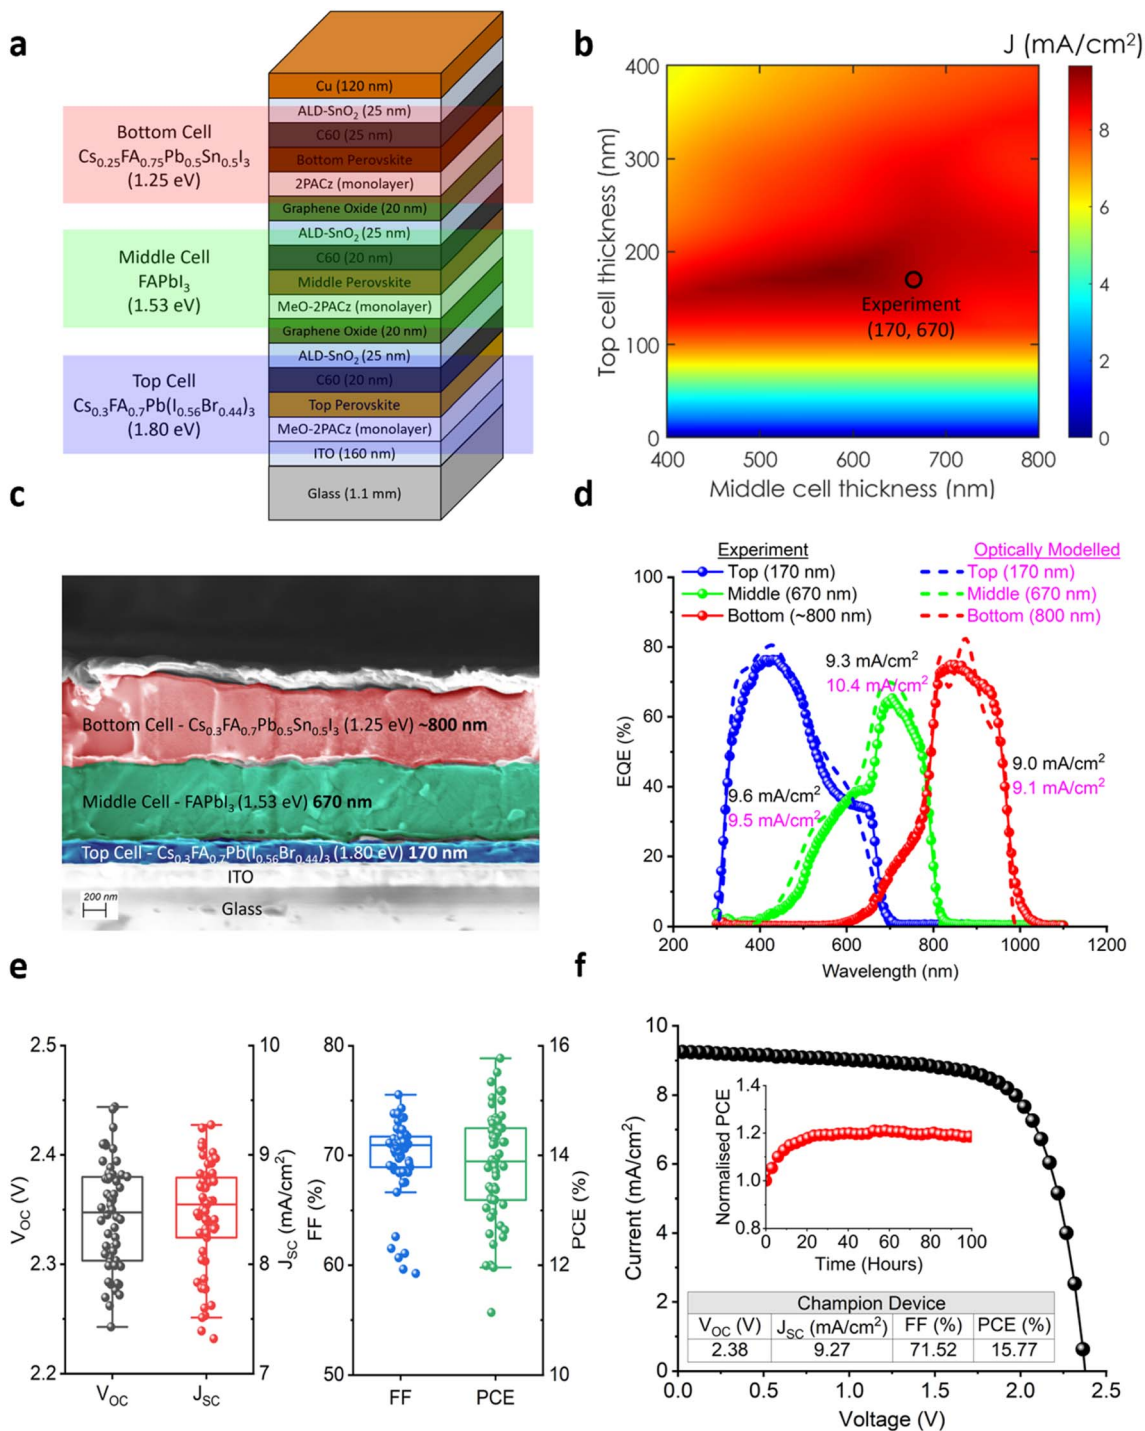 a
Cu (120 nm)
ALD-SnO₂ (25 nm)
C60 (25 nm)
Bottom Perovskite
2PACz (monolayer)
Graphene Oxide (20 nm)
ALD-SnO₂ (25 nm)
C60 (20 nm)
Middle Perovskite
MeO-2PACz (monolayer)
Graphene Oxide (20 nm)
ALD-SnO₂ (25 nm)
C60 (20 nm)
Top Perovskite
MeO-2PACz (monolayer)
ITO (160 nm)
Glass (1.1 mm)
Bottom Cell
Cs₀.₂₅FA₀.₇₅Pb₀.₅Sn₀.₅I₃
(1.25 eV)
Middle Cell
FAPbI₃
(1.53 eV)
Top Cell
Cs₀.₃FA₀.₇Pb(I₀.₅₆Br₀.₄₄)₃
(1.80 eV)
b
J (mA/cm²)
400
300
200
100
0
Top cell thickness (nm)
Experiment
(170, 670)
400 500 600 700 800
Middle cell thickness (nm)
8
6
4
2
0
c
Bottom Cell - Cs₀.₃FA₀.₇Pb₀.₅Sn₀.₅I₃ (1.25 eV) ~800 nm
Middle Cell - FAPbI₃ (1.53 eV) 670 nm
Top Cell - Cs₀.₃FA₀.₇Pb(I₀.₅₆Br₀.₄₄)₃ (1.80 eV) 170 nm
ITO
Glass
200 nm
d
Experiment
Top (170 nm)
Middle (670 nm)
Bottom (~800 nm)
Optically Modelled
Top (170 nm)
Middle (670 nm)
Bottom (800 nm)
100
80
60
40
20
0
EQE (%)
9.3 mA/cm²
10.4 mA/cm²
9.6 mA/cm²
9.5 mA/cm²
9.0 mA/cm²
9.1 mA/cm²
200 400 600 800 1000 1200
Wavelength (nm)
e
2.5
2.4
2.3
2.2
V_OC (V)
10
9
8
7
J_SC (mA/cm²)
V_OC J_SC
80
70
60
50
FF (%)
16
14
12
10
PCE (%)
FF PCE
f
10
8
6
4
2
0
Current (mA/cm²)
1.4
1.2
1.0
0.8
Normalised PCE
0 20 40 60 80 100
Time (Hours)
Champion Device
V_OC (V) J_SC (mA/cm²) FF (%) PCE (%)
2.38 9.27 71.52 15.77
0.0 0.5 1.0 1.5 2.0 2.5
Voltage (V)